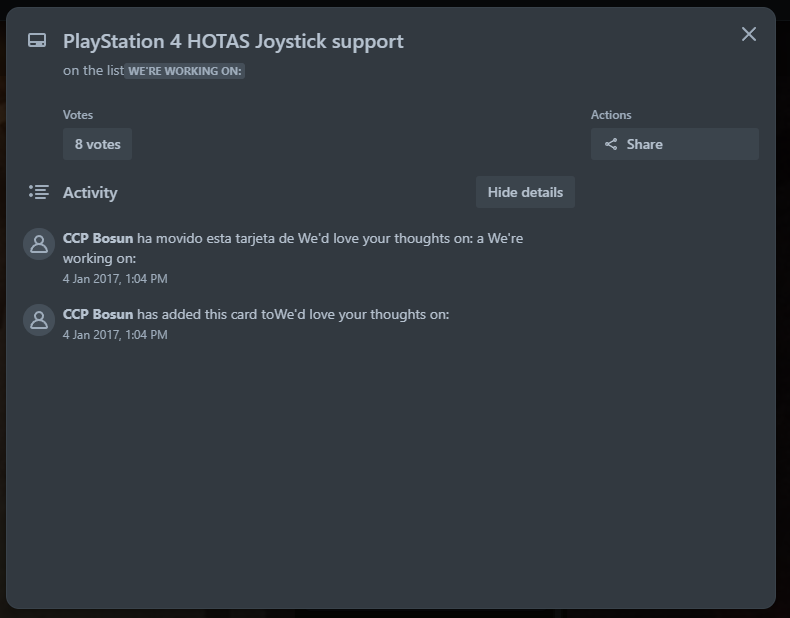 PlayStation 4 HOTAS Joystick support
on the list WE'RE WORKING ON:
Votes
8 votes
Actions
Share
Activity
Hide details
CCP Bosun ha movido esta tarjeta de We'd love your thoughts on: a We're
working on:
4 Jan 2017, 1:04 PM
CCP Bosun has added this card toWe'd love your thoughts on:
4 Jan 2017, 1:04 PM